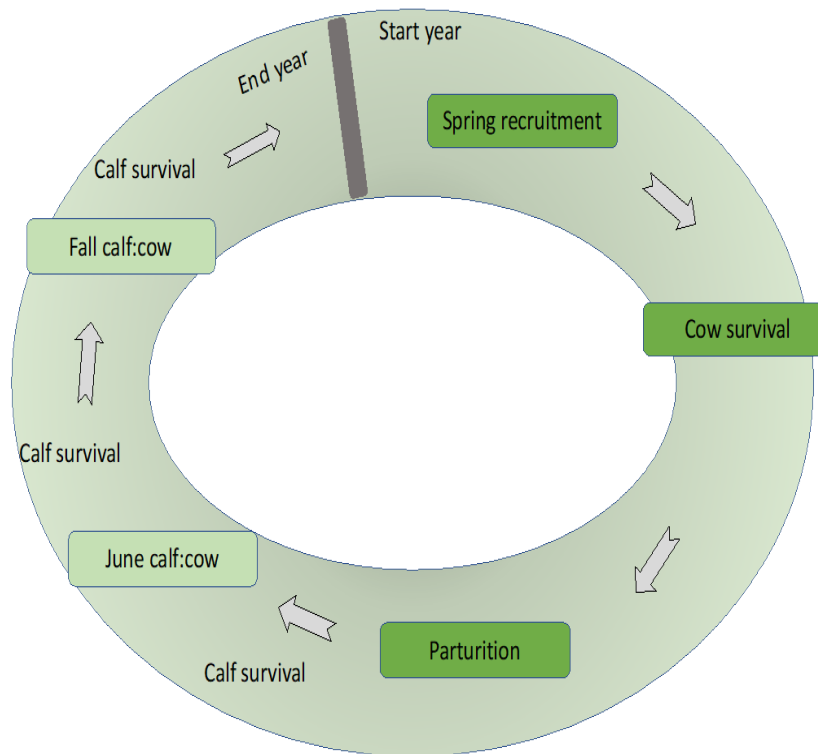 Start year
End year
Spring recruitment
Calf survival
Fall calf:cow
Cow survival
Calf survival
June calf:cow
Parturition
Calf survival